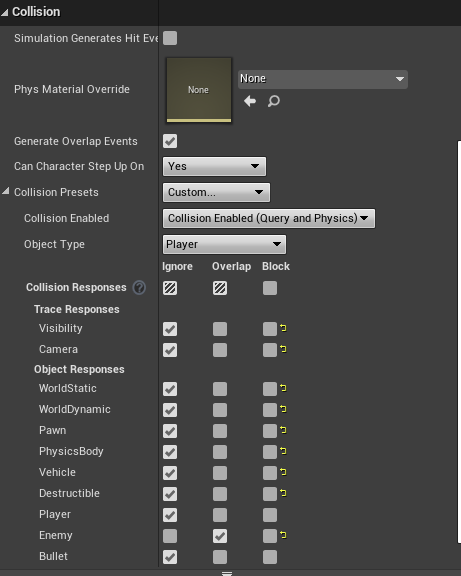 Collision
Simulation Generates Hit Eve
Phys Material Override
None
None
Generate Overlap Events
Can Character Step Up On
Yes
Collision Presets
Custom...
Collision Enabled
Collision Enabled (Query and Physics)
Object Type
Player
Ignore Overlap Block
Collision Responses ?
Trace Responses
Visibility
Camera
Object Responses
WorldStatic
WorldDynamic
Pawn
PhysicsBody
Vehicle
Destructible
Player
Enemy
Bullet